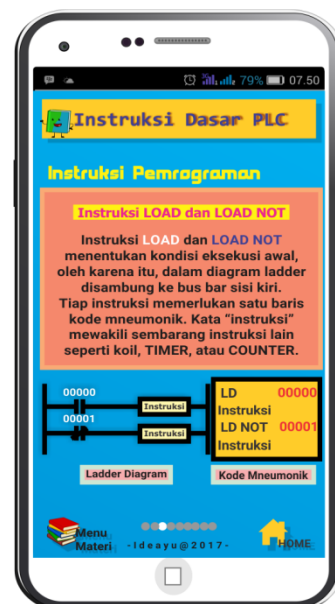 79% 07.50
Instruksi Dasar PLC
Instruksi Pemrograman
Instruksi LOAD dan LOAD NOT
Instruksi LOAD dan LOAD NOT
menentukan kondisi eksekusi awal,
oleh karena itu, dalam diagram ladder
disambung ke bus bar sisi kiri.
Tiap instruksi memerlukan satu baris
kode mneumonik. Kata “instruksi”
mewakili sembarang instruksi lain
seperti koil, TIMER, atau COUNTER.
00000
Instruksi
00001
Instruksi
LD 00000
Instruksi
LD NOT 00001
Instruksi
Ladder Diagram
Kode Mneumonik
Menu
Materi
-Ideayu@2017-
HOME